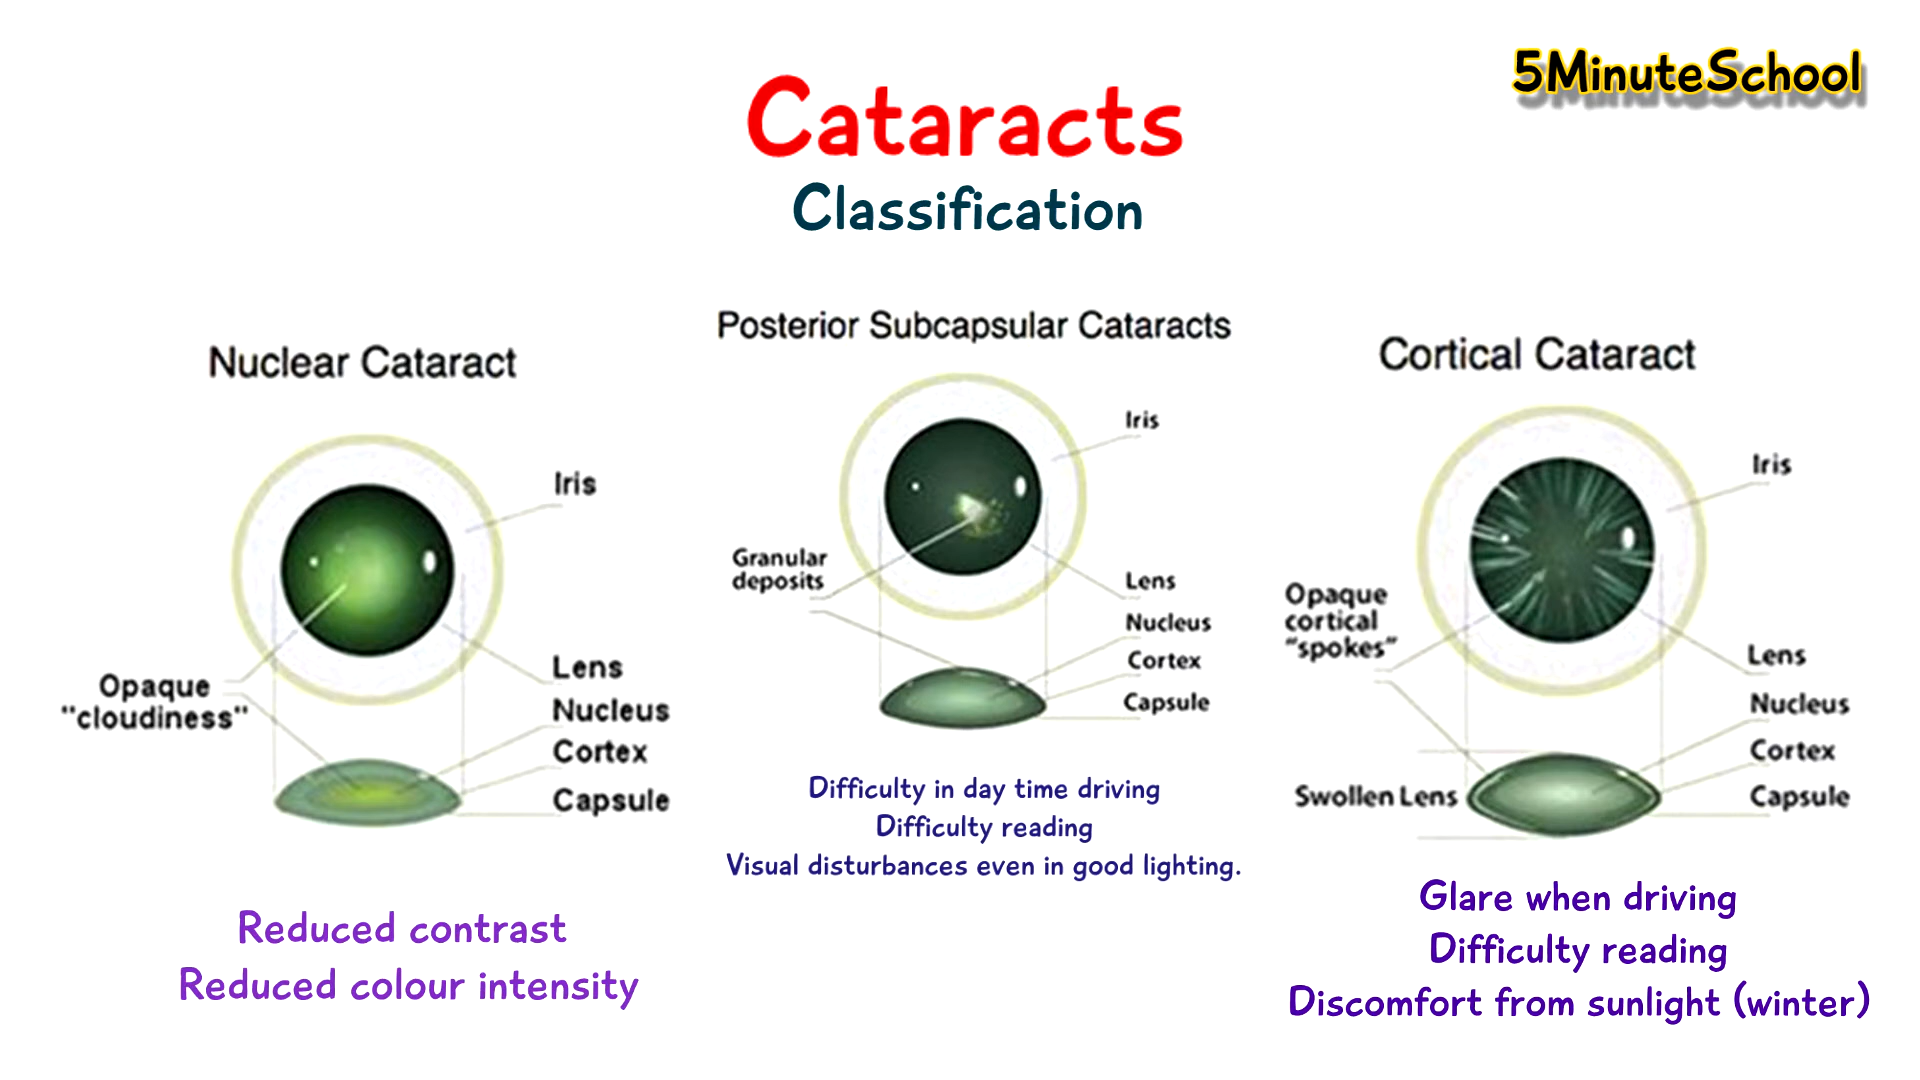 5MinuteSchool
Cataracts
Classification
Nuclear Cataract
Iris
Opaque
"cloudiness"
Lens
Nucleus
Cortex
Capsule
Reduced contrast
Reduced colour intensity
Posterior Subcapsular Cataracts
Iris
Granular
deposits
Lens
Nucleus
Cortex
Capsule
Difficulty in day time driving
Difficulty reading
Visual disturbances even in good lighting.
Cortical Cataract
Iris
Opaque
cortical
"spokes"
Lens
Nucleus
Cortex
Swollen Lens
Capsule
Glare when driving
Difficulty reading
Discomfort from sunlight (winter)